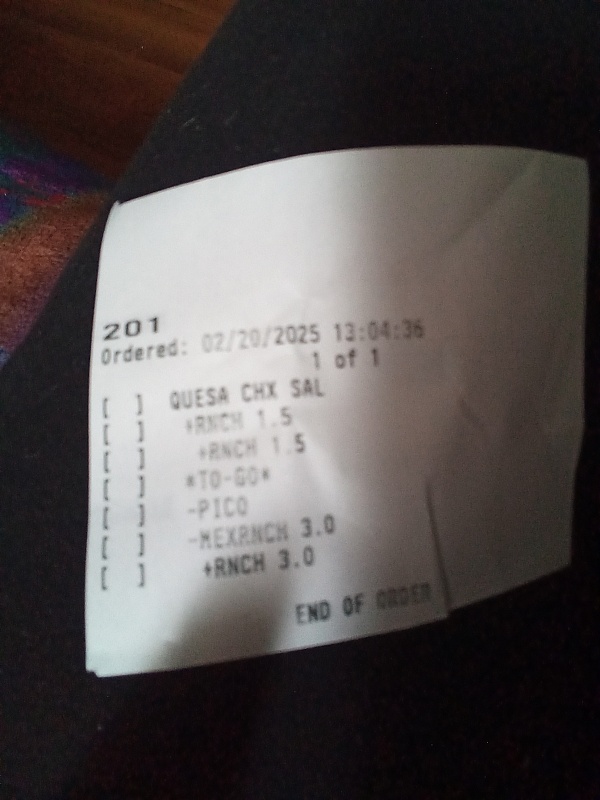 201
Ordered: 02/20/2025 13:04:36
1 of 1
[ ] QUESA CHX SAL
[ ] +RNCH 1.5
[ ] +RNCH 1.5
[ ] *TO-GO*
[ ] -PICO
[ ] -MEXRNCH 3.0
[ ] +RNCH 3.0
END OF ORDER